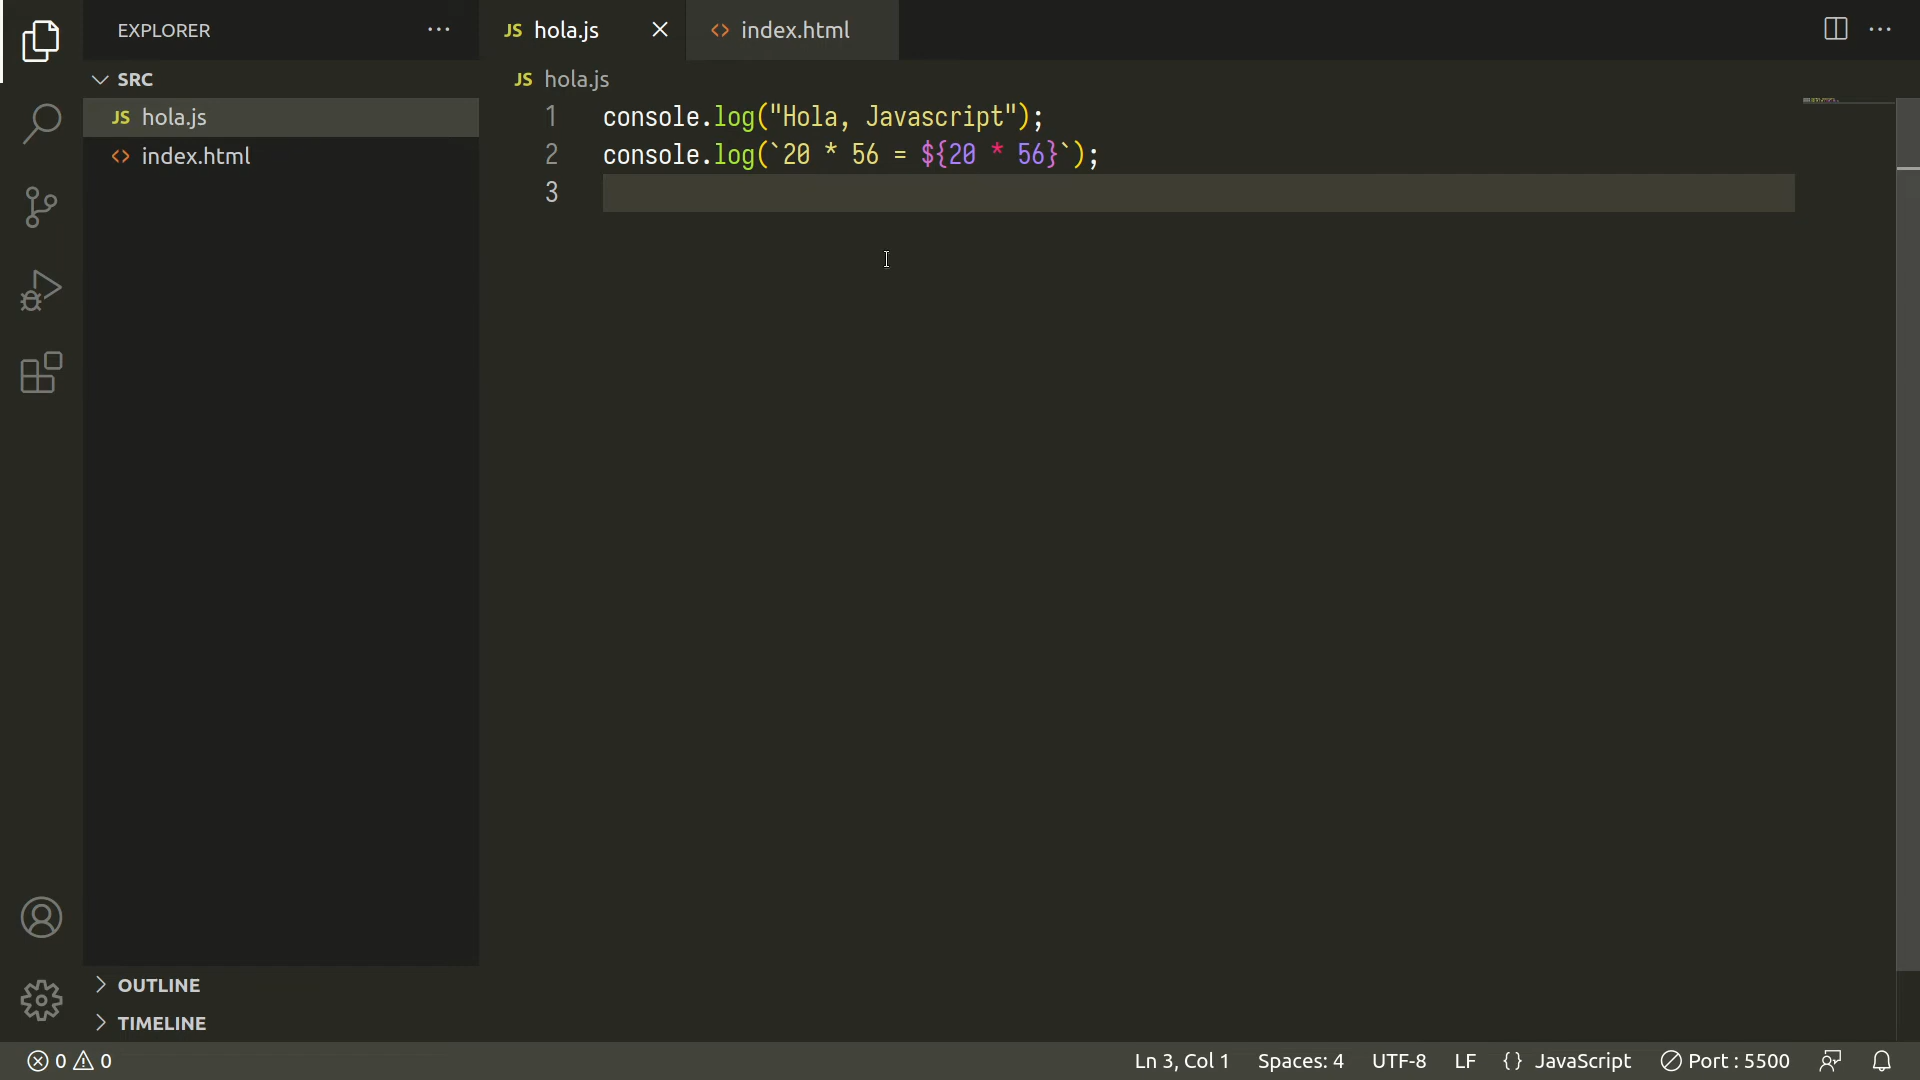 EXPLORER
SRC
JS hola.js
index.html
JS hola.js
index.html
JS hola.js
1 console.log("Hola, Javascript");
2 console.log(`20 * 56 = ${20 * 56}`);
3
OUTLINE
TIMELINE
0 0
Ln 3, Col 1 Spaces: 4 UTF-8 LF {} JavaScript Port : 5500